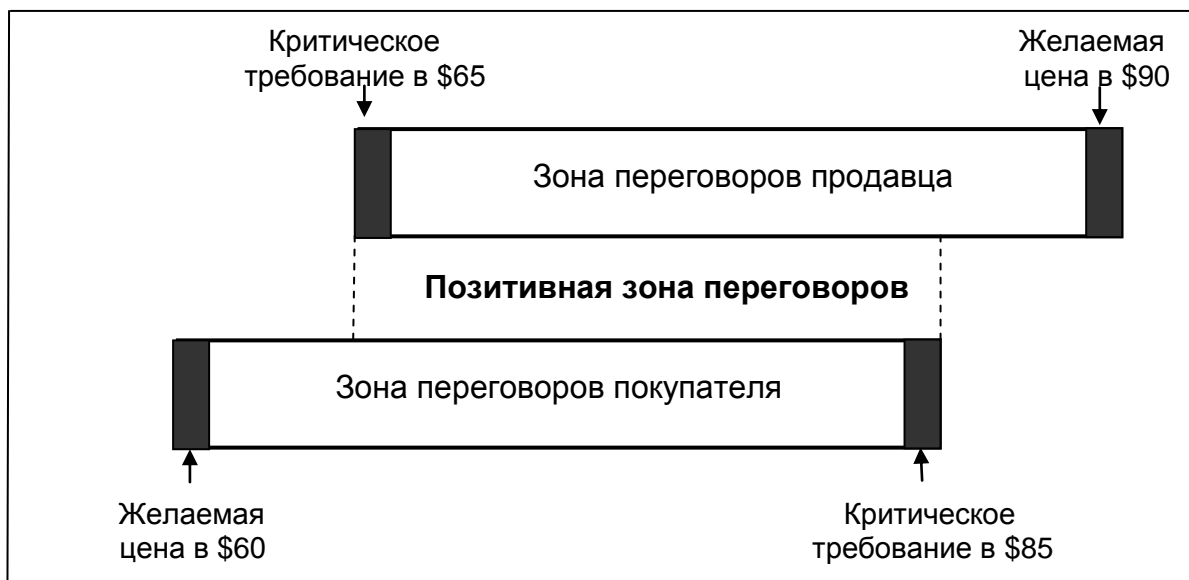 Критическое
требование в $65
Желаемая
цена в $90
Зона переговоров продавца
Позитивная зона переговоров
Зона переговоров покупателя
Желаемая
цена в $60
Критическое
требование в $85